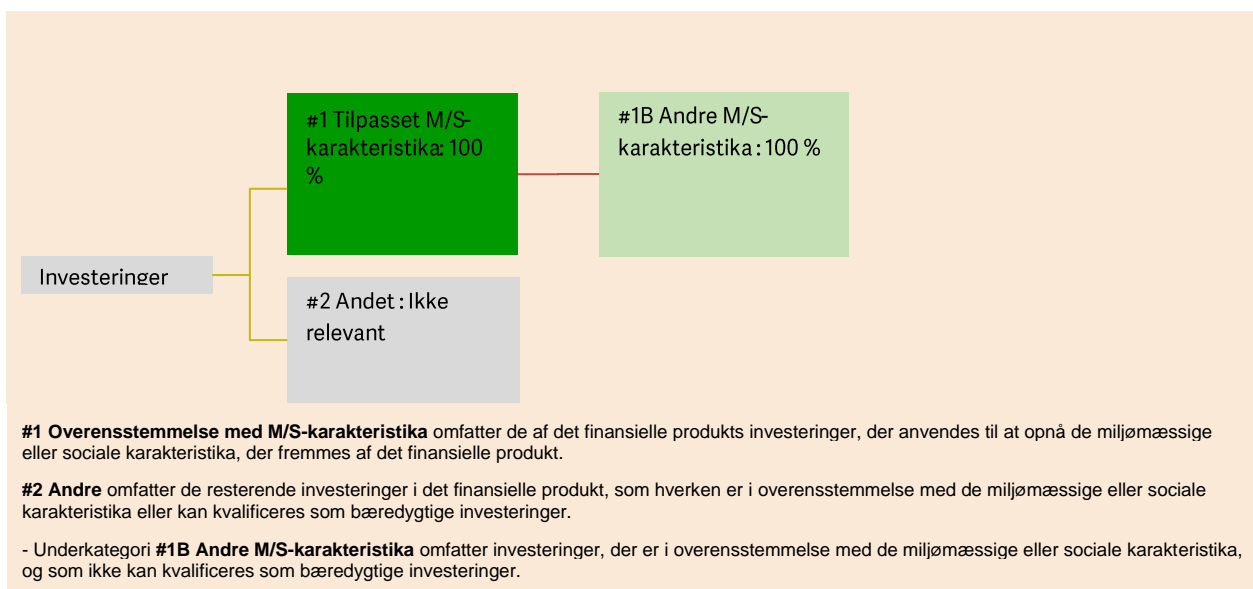 #1 Tilpasset M/S-
karakteristika: 100
%
#1B Andre M/S-
karakteristika : 100 %
Investeringer
#2 Andet : Ikke
relevant
#1 Overensstemmelse med M/S-karakteristika omfatter de af det finansielle produkts investeringer, der anvendes til at opnå de miljømæssige
eller sociale karakteristika, der fremmes af det finansielle produkt.
#2 Andre omfatter de resterende investeringer i det finansielle produkt, som hverken er i overensstemmelse med de miljømæssige eller sociale
karakteristika eller kan kvalificeres som bæredygtige investeringer.
- Underkategori #1B Andre M/S-karakteristika omfatter investeringer, der er i overensstemmelse med de miljømæssige eller sociale karakteristika,
og som ikke kan kvalificeres som bæredygtige investeringer.